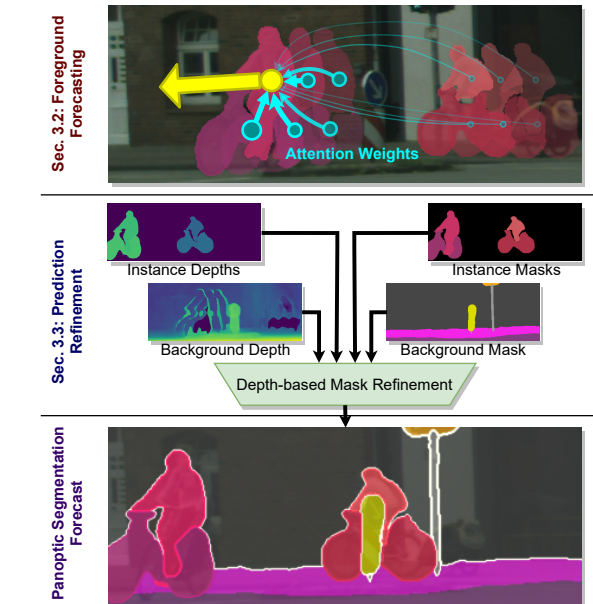 Sec. 3.2: Foreground
Forecasting
Attention Weights
Sec. 3.3: Prediction
Refinement
Instance Depths
Instance Masks
Background Depth
Background Mask
Depth-based Mask Refinement
Panoptic Segmentation
Forecast